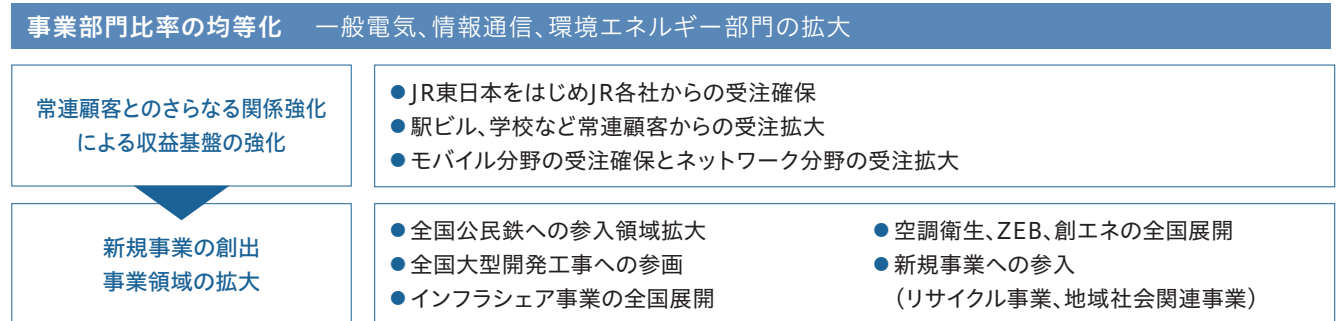 事業部門比率の均等化 一般電気、情報通信、環境エネルギー部門の拡大
常連顧客とのさらなる関係強化
による収益基盤の強化
●JR東日本をはじめJR各社からの受注確保
●駅ビル、学校など常連顧客からの受注拡大
●モバイル分野の受注確保とネットワーク分野の受注拡大
新規事業の創出
事業領域の拡大
●全国公民鉄への参入領域拡大
●全国大型開発工事への参画
●インフラシェア事業の全国展開
●空調衛生、ZEB、創エネの全国展開
●新規事業への参入
（リサイクル事業、地域社会関連事業）